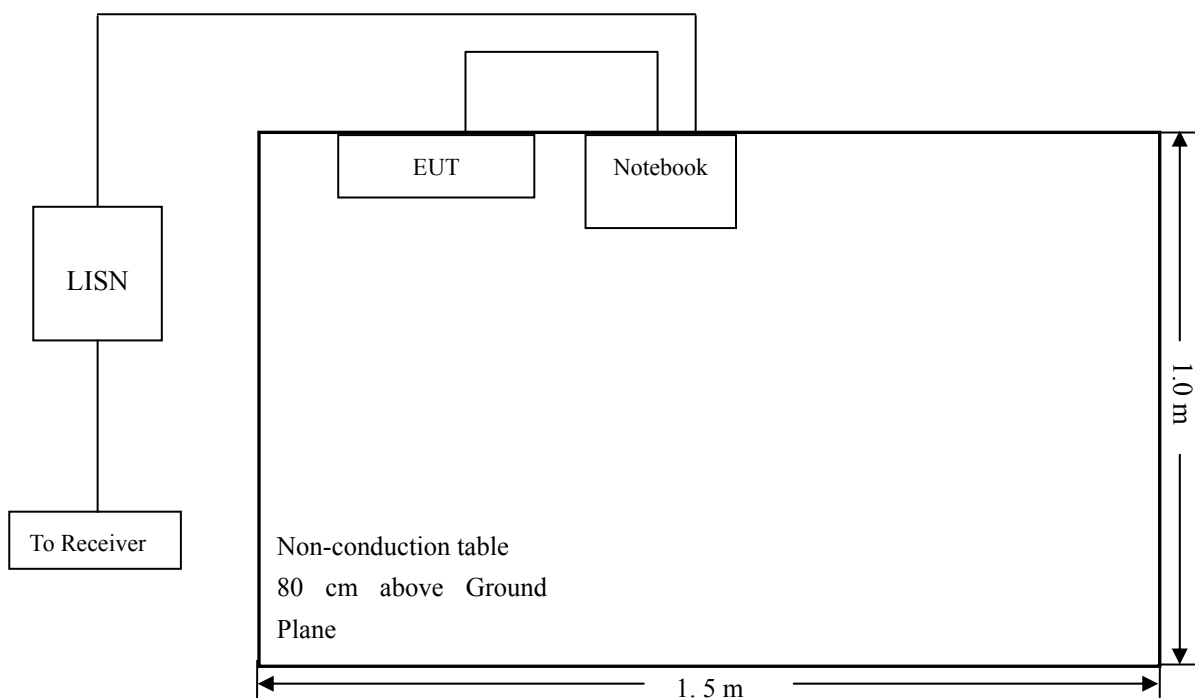 EUT
Notebook
LISN
1.0 m
To Receiver
Non-conduction table
80 cm above Ground
Plane
1. 5 m